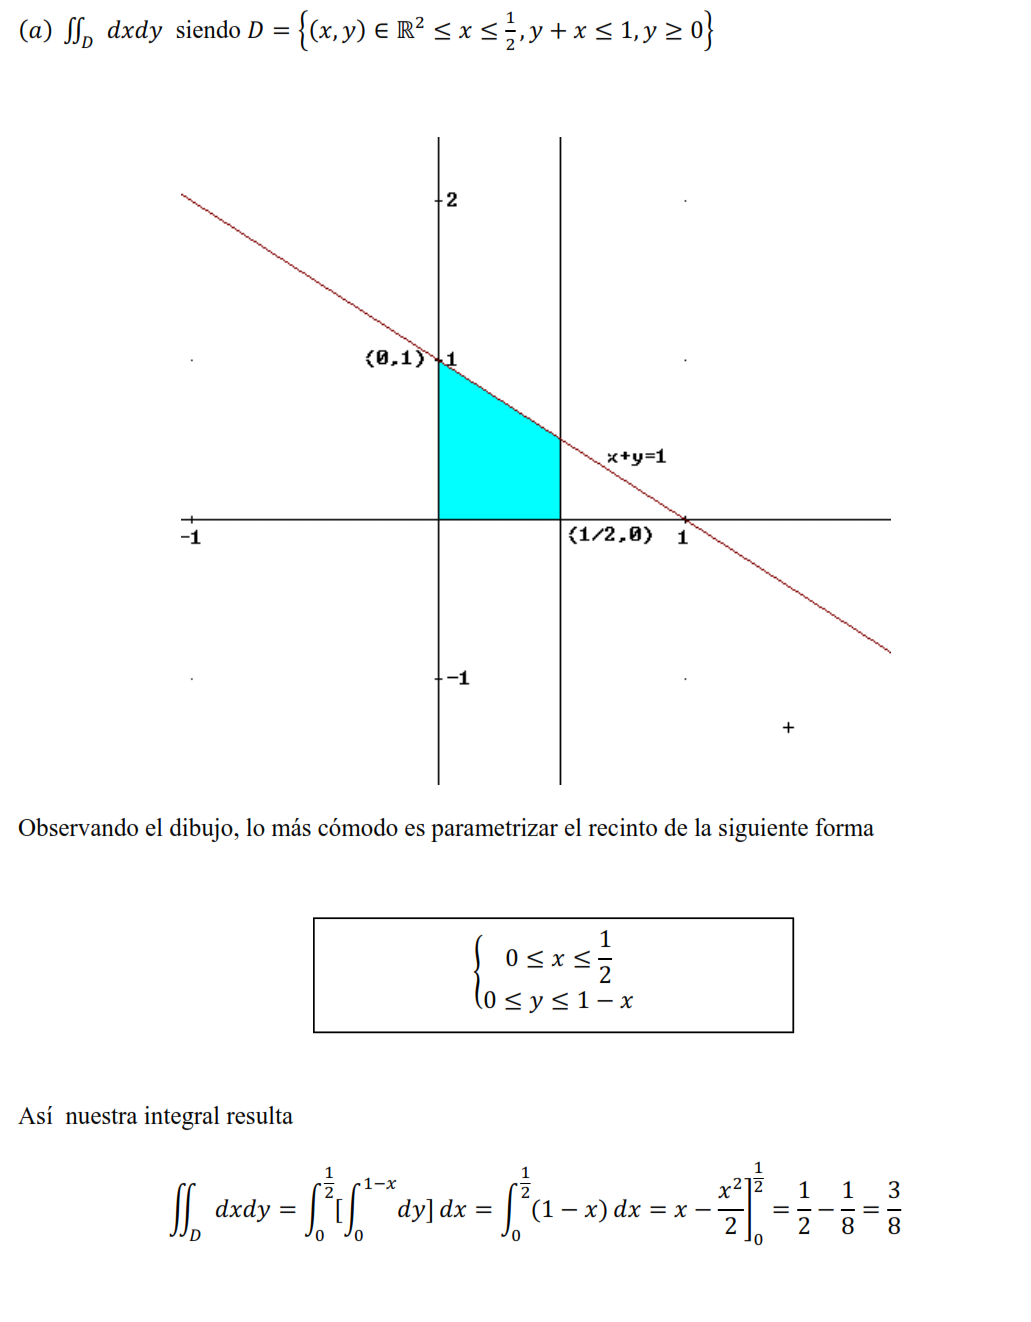 (a) ∬_D dxdy siendo D = {(x, y) ∈ ℝ² ≤ x ≤ 1/2, y + x ≤ 1, y ≥ 0}
2
(0,1) 1
x+y=1
-1 (1/2,0) 1
-1
+
Observando el dibujo, lo más cómodo es parametrizar el recinto de la siguiente forma
{ 0 ≤ x ≤ 1/2
0 ≤ y ≤ 1 − x
Así nuestra integral resulta
∬_D dxdy = ∫_0^{1/2} [∫_0^{1−x} dy] dx = ∫_0^{1/2} (1 − x) dx = x − x²/2]_0^{1/2} = 1/2 − 1/8 = 3/8